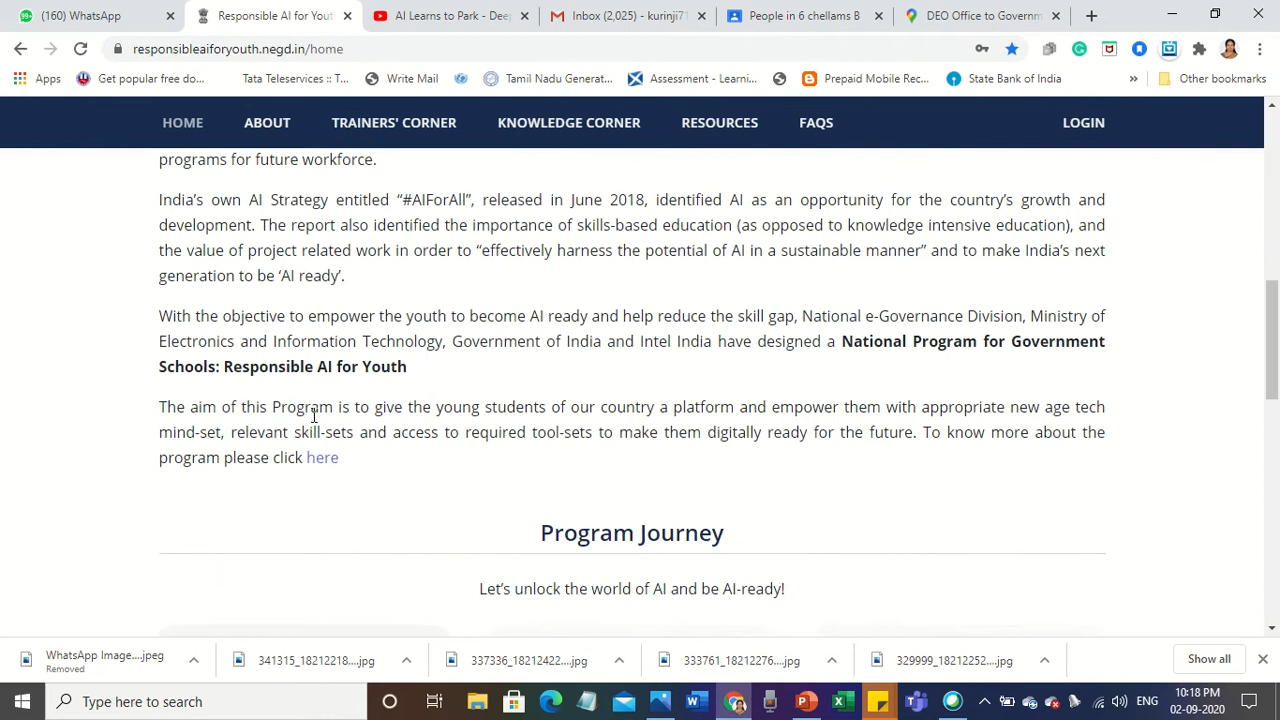 (160) WhatsApp
Responsible AI for You
AI Learns to Park - Dee
Inbox (2,025) - kurinji71
People in 6 chellams B
DEO Office to Governm
responsibleaiforyouth.negd.in/home
Apps
Get popular free do...
Tata Teleservices :: T...
Write Mail
Tamil Nadu Generat...
Assessment - Learni...
Prepaid Mobile Rec...
State Bank of India
»
Other bookmarks
HOME ABOUT TRAINERS' CORNER KNOWLEDGE CORNER RESOURCES FAQS LOGIN
programs for future workforce.
India’s own AI Strategy entitled “#AIForAll”, released in June 2018, identified AI as an opportunity for the country’s growth and
development. The report also identified the importance of skills-based education (as opposed to knowledge intensive education), and
the value of project related work in order to “effectively harness the potential of AI in a sustainable manner” and to make India’s next
generation to be ‘AI ready’.
With the objective to empower the youth to become AI ready and help reduce the skill gap, National e-Governance Division, Ministry of
Electronics and Information Technology, Government of India and Intel India have designed a National Program for Government
Schools: Responsible AI for Youth
The aim of this Program is to give the young students of our country a platform and empower them with appropriate new age tech
mind-set, relevant skill-sets and access to required tool-sets to make them digitally ready for the future. To know more about the
program please click here
Program Journey
Let’s unlock the world of AI and be AI-ready!
WhatsApp Image....jpeg
Removed
341315_18212218....jpg
337336_18212422....jpg
333761_18212276....jpg
329999_18212252....jpg
Show all
Type here to search
ENG
10:18 PM
02-09-2020